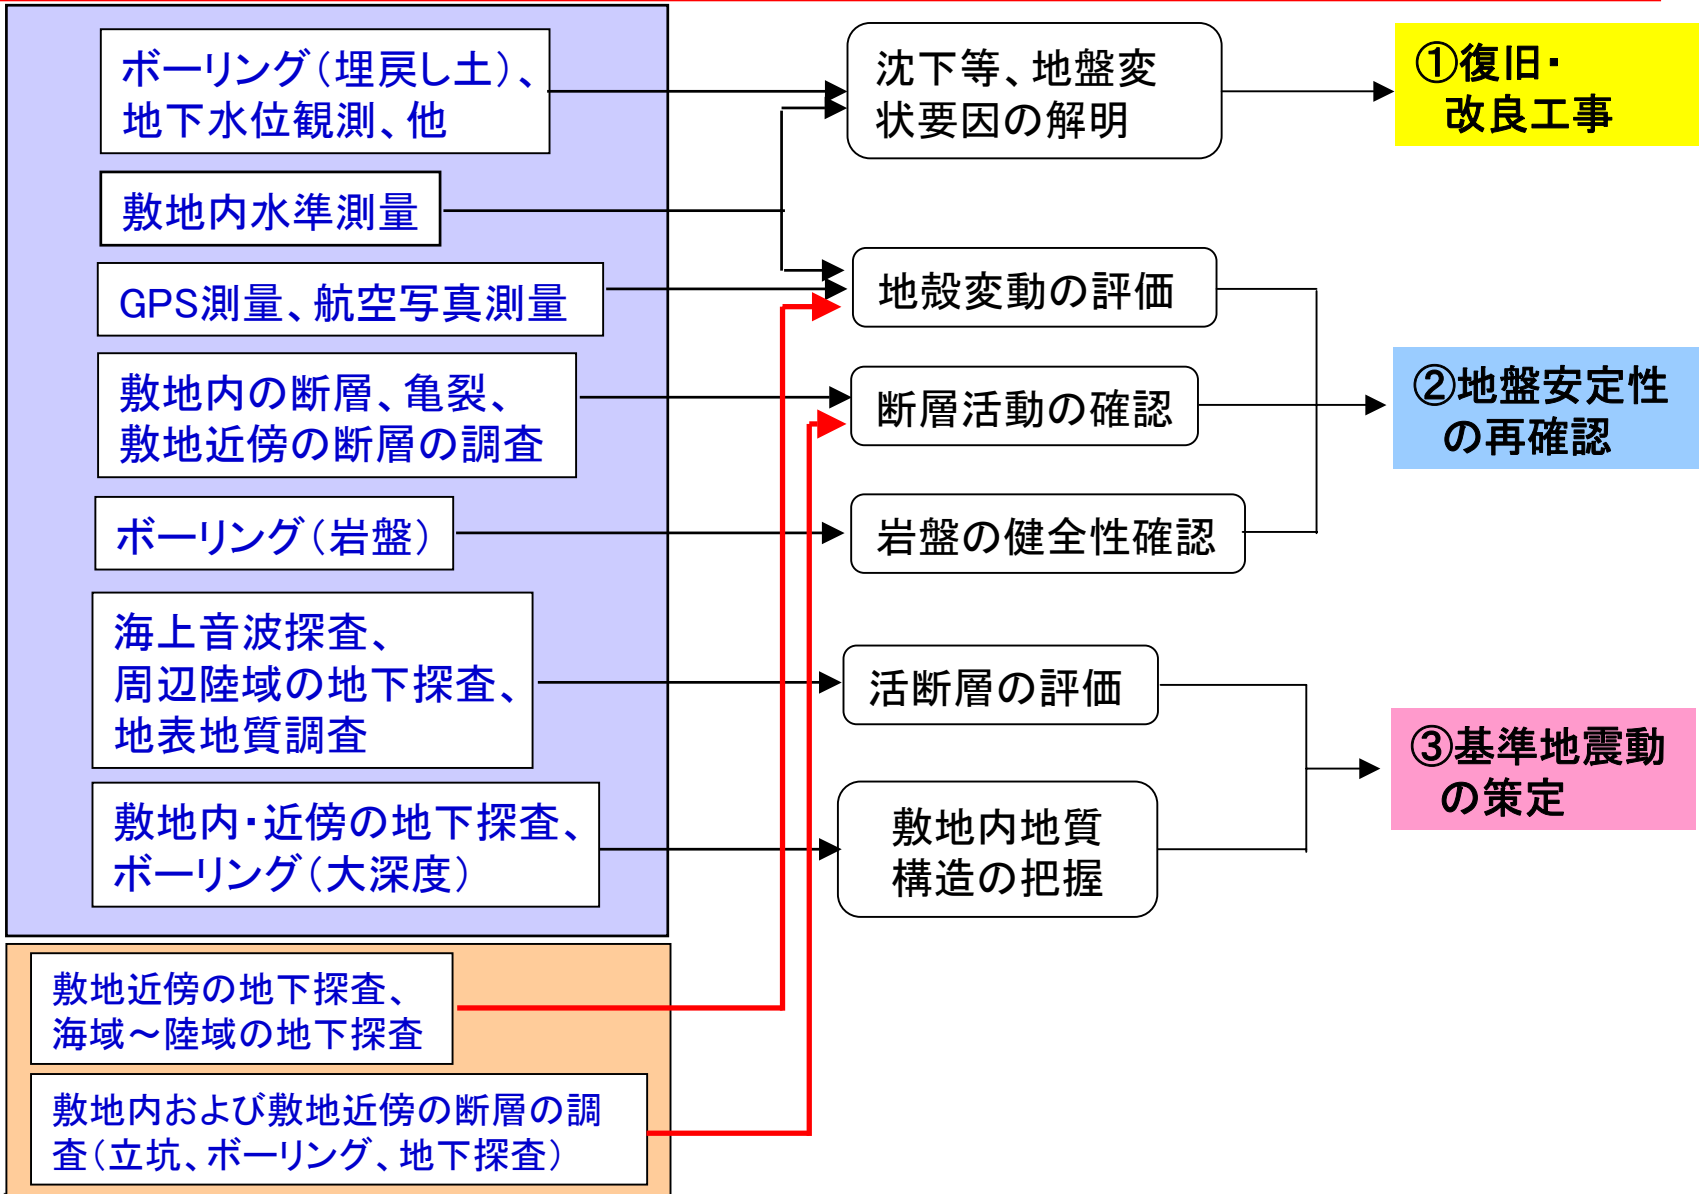 ボーリング（埋戻し土）、
地下水位観測、他
敷地内水準測量
GPS測量、航空写真測量
敷地内の断層、亀裂、
敷地近傍の断層の調査
ボーリング（岩盤）
海上音波探査、
周辺陸域の地下探査、
地表地質調査
敷地内・近傍の地下探査、
ボーリング（大深度）
敷地近傍の地下探査、
海域～陸域の地下探査
敷地内および敷地近傍の断層の調
査（立坑、ボーリング、地下探査）
沈下等、地盤変
状要因の解明
地殻変動の評価
断層活動の確認
岩盤の健全性確認
活断層の評価
敷地内地質
構造の把握
①復旧・
改良工事
②地盤安定性
の再確認
③基準地震動
の策定